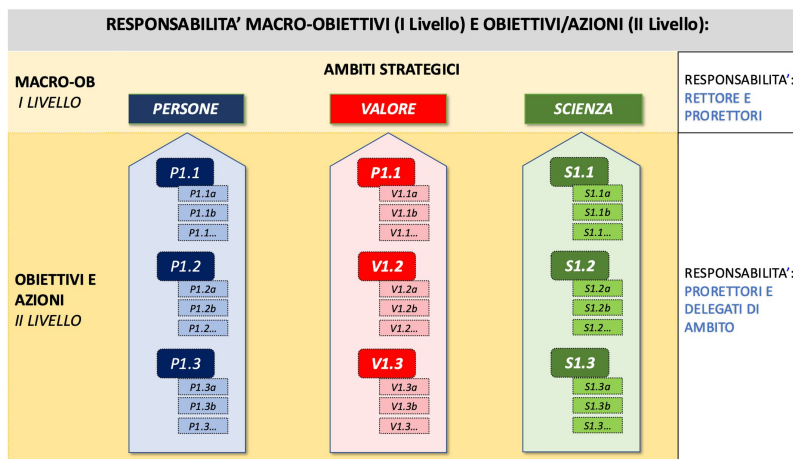 RESPONSABILITA’ MACRO-OBIETTIVI (I Livello) E OBIETTIVI/AZIONI (II Livello):
MACRO-OB
I LIVELLO
AMBITI STRATEGICI
PERSONE
VALORE
SCIENZA
RESPONSABILITA’:
RETTORE E
PRORETTORI
OBIETTIVI E
AZIONI
II LIVELLO
P1.1
P1.1a
P1.1b
P1.1…
P1.2
P1.2a
P1.2b
P1.2…
P1.3
P1.3a
P1.3b
P1.3…
P1.1
V1.1a
V1.1b
V1.1…
V1.2
V1.2a
V1.2b
V1.2…
V1.3
V1.3a
V1.3b
V1.3…
S1.1
S1.1a
S1.1b
S1.1…
S1.2
S1.2a
S1.2b
S1.2…
S1.3
S1.3a
S1.3b
S1.3…
RESPONSABILITA’:
PRORETTORI E
DELEGATI DI
AMBITO